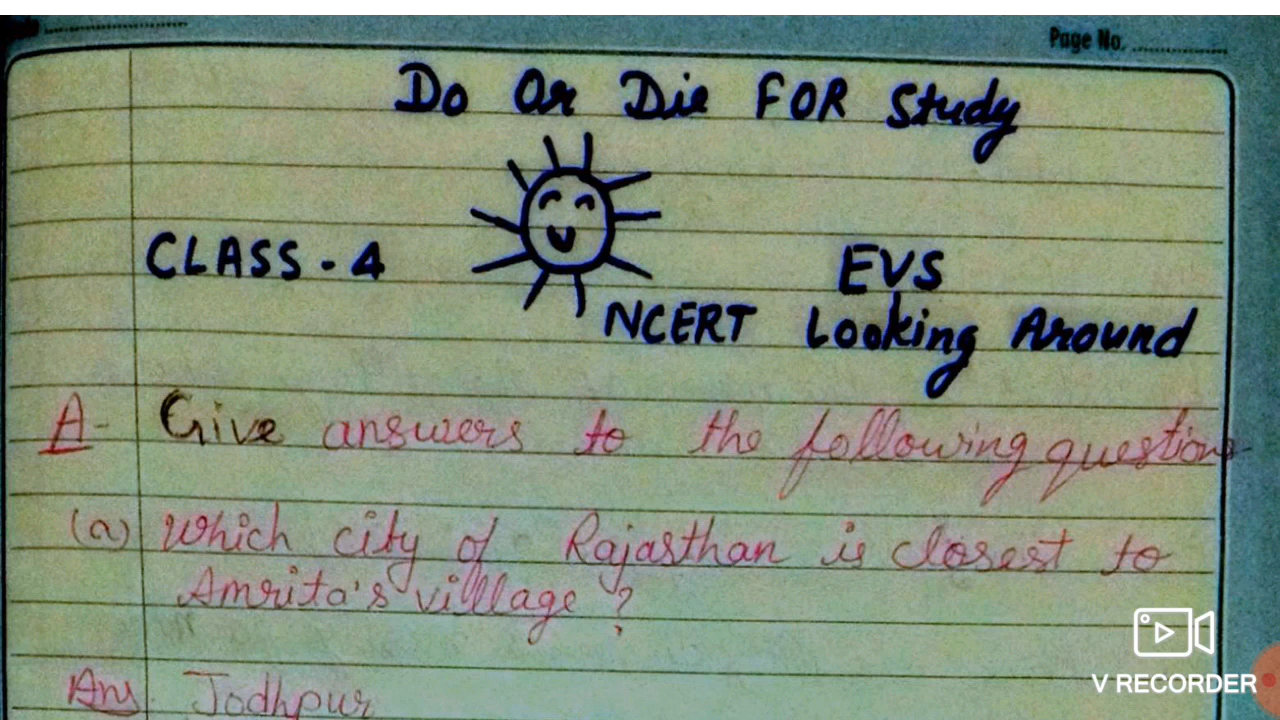 Page No.
Do Or Die FOR Study
CLASS - 4
EVS
NCERT Looking Around
A- Give answers to the following questions
(a) Which city of Rajasthan is closest to
Amrita's villlage ?
Ans. Jodhpur
V RECORDER